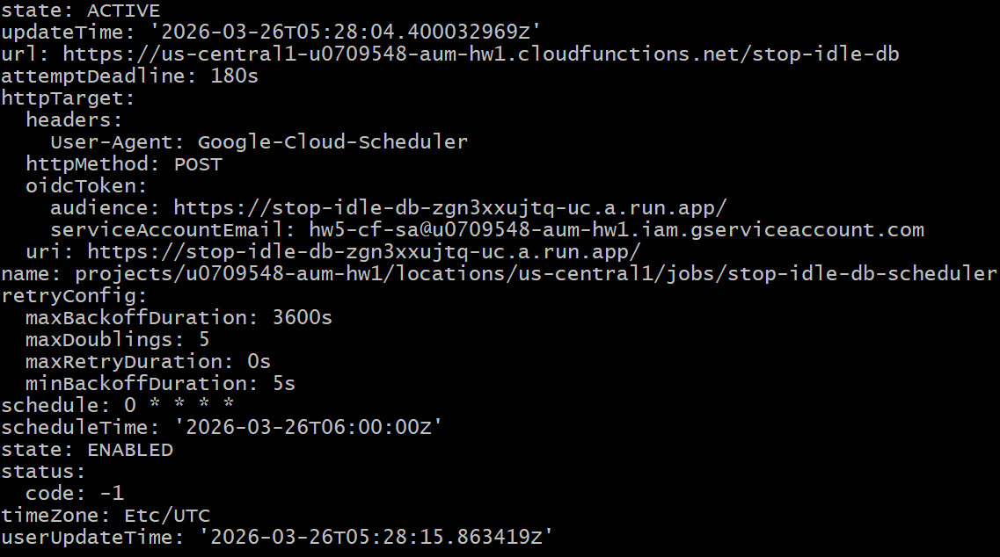 state: ACTIVE
updateTime: '2026-03-26T05:28:04.400032969Z'
url: https://us-central1-u0709548-aum-hw1.cloudfunctions.net/stop-idle-db
attemptDeadline: 180s
httpTarget:
  headers:
    User-Agent: Google-Cloud-Scheduler
  httpMethod: POST
  oidcToken:
    audience: https://stop-idle-db-zgn3xxujtq-uc.a.run.app/
    serviceAccountEmail: hw5-cf-sa@u0709548-aum-hw1.iam.gserviceaccount.com
  uri: https://stop-idle-db-zgn3xxujtq-uc.a.run.app/
name: projects/u0709548-aum-hw1/locations/us-central1/jobs/stop-idle-db-scheduler
retryConfig:
  maxBackoffDuration: 3600s
  maxDoublings: 5
  maxRetryDuration: 0s
  minBackoffDuration: 5s
schedule: 0 * * * *
scheduleTime: '2026-03-26T06:00:00Z'
state: ENABLED
status:
  code: -1
timeZone: Etc/UTC
userUpdateTime: '2026-03-26T05:28:15.863419Z'